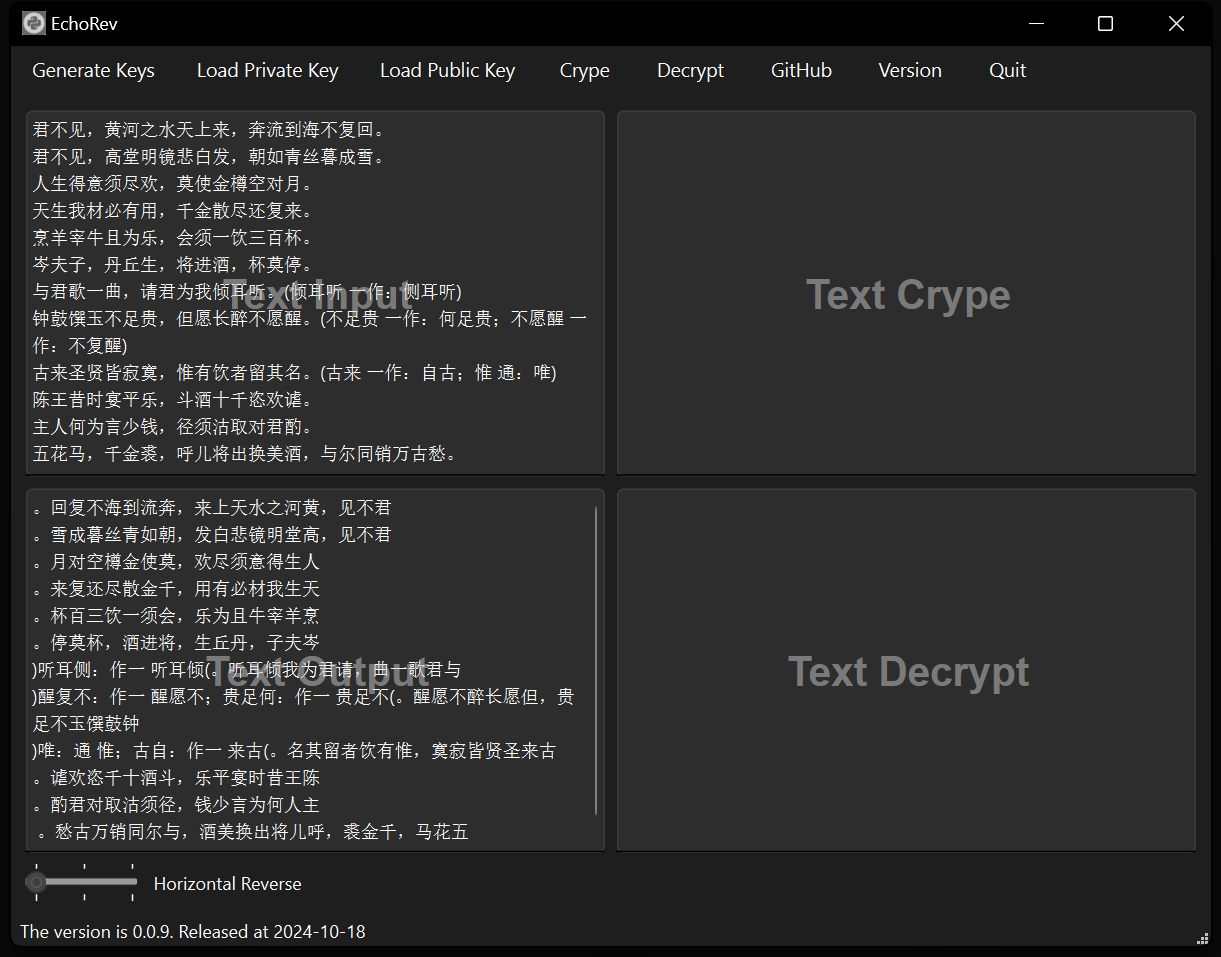 EchoRev
Generate Keys Load Private Key Load Public Key Crype Decrypt GitHub Version Quit
君不见，黄河之水天上来，奔流到海不复回。
君不见，高堂明镜悲白发，朝如青丝暮成雪。
人生得意须尽欢，莫使金樽空对月。
天生我材必有用，千金散尽还复来。
烹羊宰牛且为乐，会须一饮三百杯。
岑夫子，丹丘生，将进酒，杯莫停。
与君歌一曲，请君为我倾耳听。(倾耳听 一作：侧耳听)
钟鼓馔玉不足贵，但愿长醉不愿醒。(不足贵 一作：何足贵；不愿醒 一
作：不复醒)
古来圣贤皆寂寞，惟有饮者留其名。(古来 一作：自古；惟 通：唯)
陈王昔时宴平乐，斗酒十千恣欢谑。
主人何为言少钱，径须沽取对君酌。
五花马，千金裘，呼儿将出换美酒，与尔同销万古愁。
Text Input
Text Crype
。回复不海到流奔，来上天水之河黄，见不君
。雪成暮丝青如朝，发白悲镜明堂高，见不君
。月对空樽金使莫，欢尽须意得生人
。来复还尽散金千，用有必材我生天
。杯百三饮一须会，乐为且牛宰羊烹
。停莫杯，酒进将，生丘丹，子夫岑
)听耳侧：作一 听耳倾(。听耳倾我为君请，曲一歌君与
)醒复不：作一 醒愿不；贵足何：作一 贵足不(。醒愿不醉长愿但，贵
足不玉馔鼓钟
)唯：通 惟；古自：作一 来古(。名其留者饮有惟，寞寂皆贤圣来古
。谑欢恣千十酒斗，乐平宴时昔王陈
。酌君对取沽须径，钱少言为何人主
。愁古万销同尔与，酒美换出将儿呼，裘金千，马花五
Text Output
Text Decrypt
Horizontal Reverse
The version is 0.0.9. Released at 2024-10-18